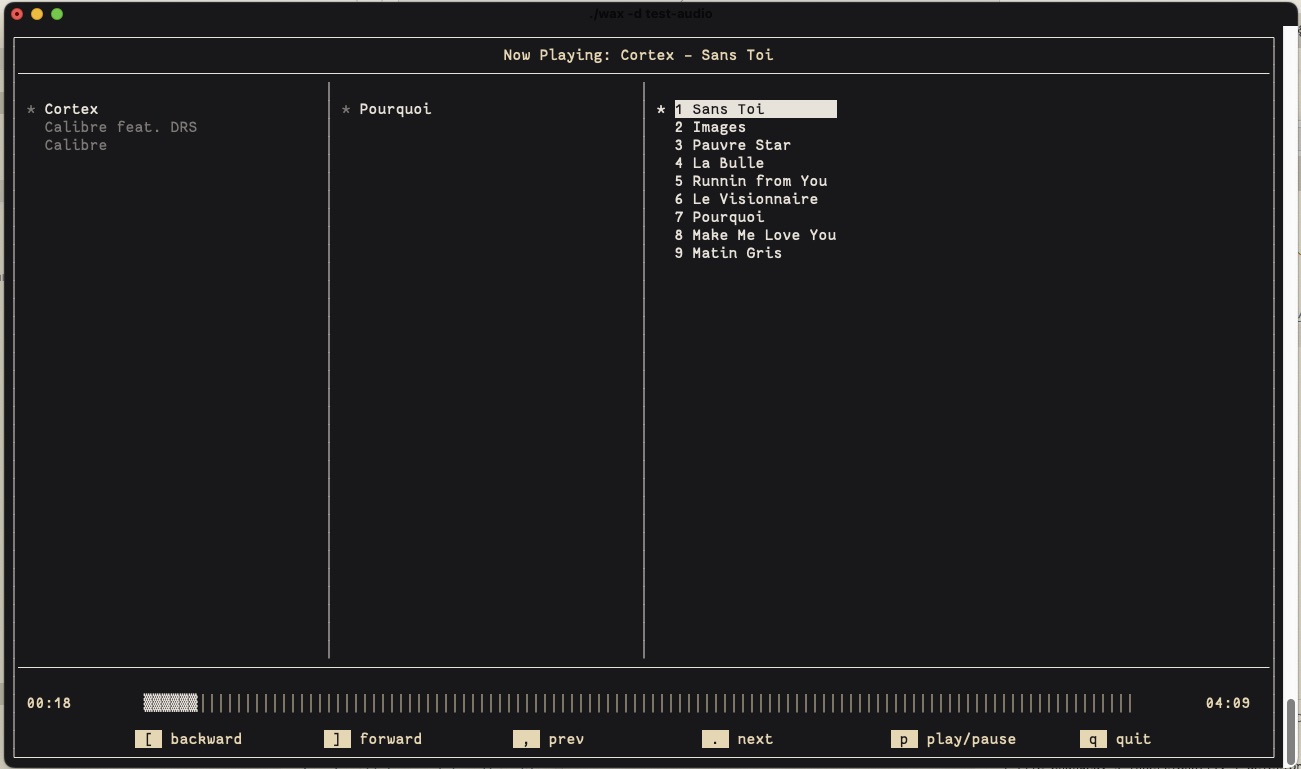 ./wax -d test-audio
Now Playing: Cortex - Sans Toi
* Cortex
Calibre feat. DRS
Calibre
* Pourquoi
* 1 Sans Toi
2 Images
3 Pauvre Star
4 La Bulle
5 Runnin from You
6 Le Visionnaire
7 Pourquoi
8 Make Me Love You
9 Matin Gris
00:18 04:09
[ backward ] forward , prev . next p play/pause q quit